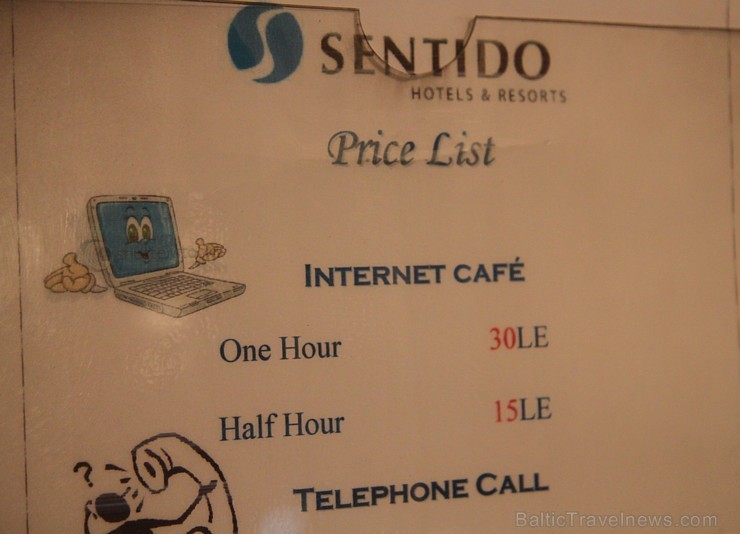 SENTIDO
HOTELS & RESORTS
Price List
INTERNET CAFÉ
One Hour 30LE
Half Hour 15LE
?
TELEPHONE CALL
BalticTravelnews.com